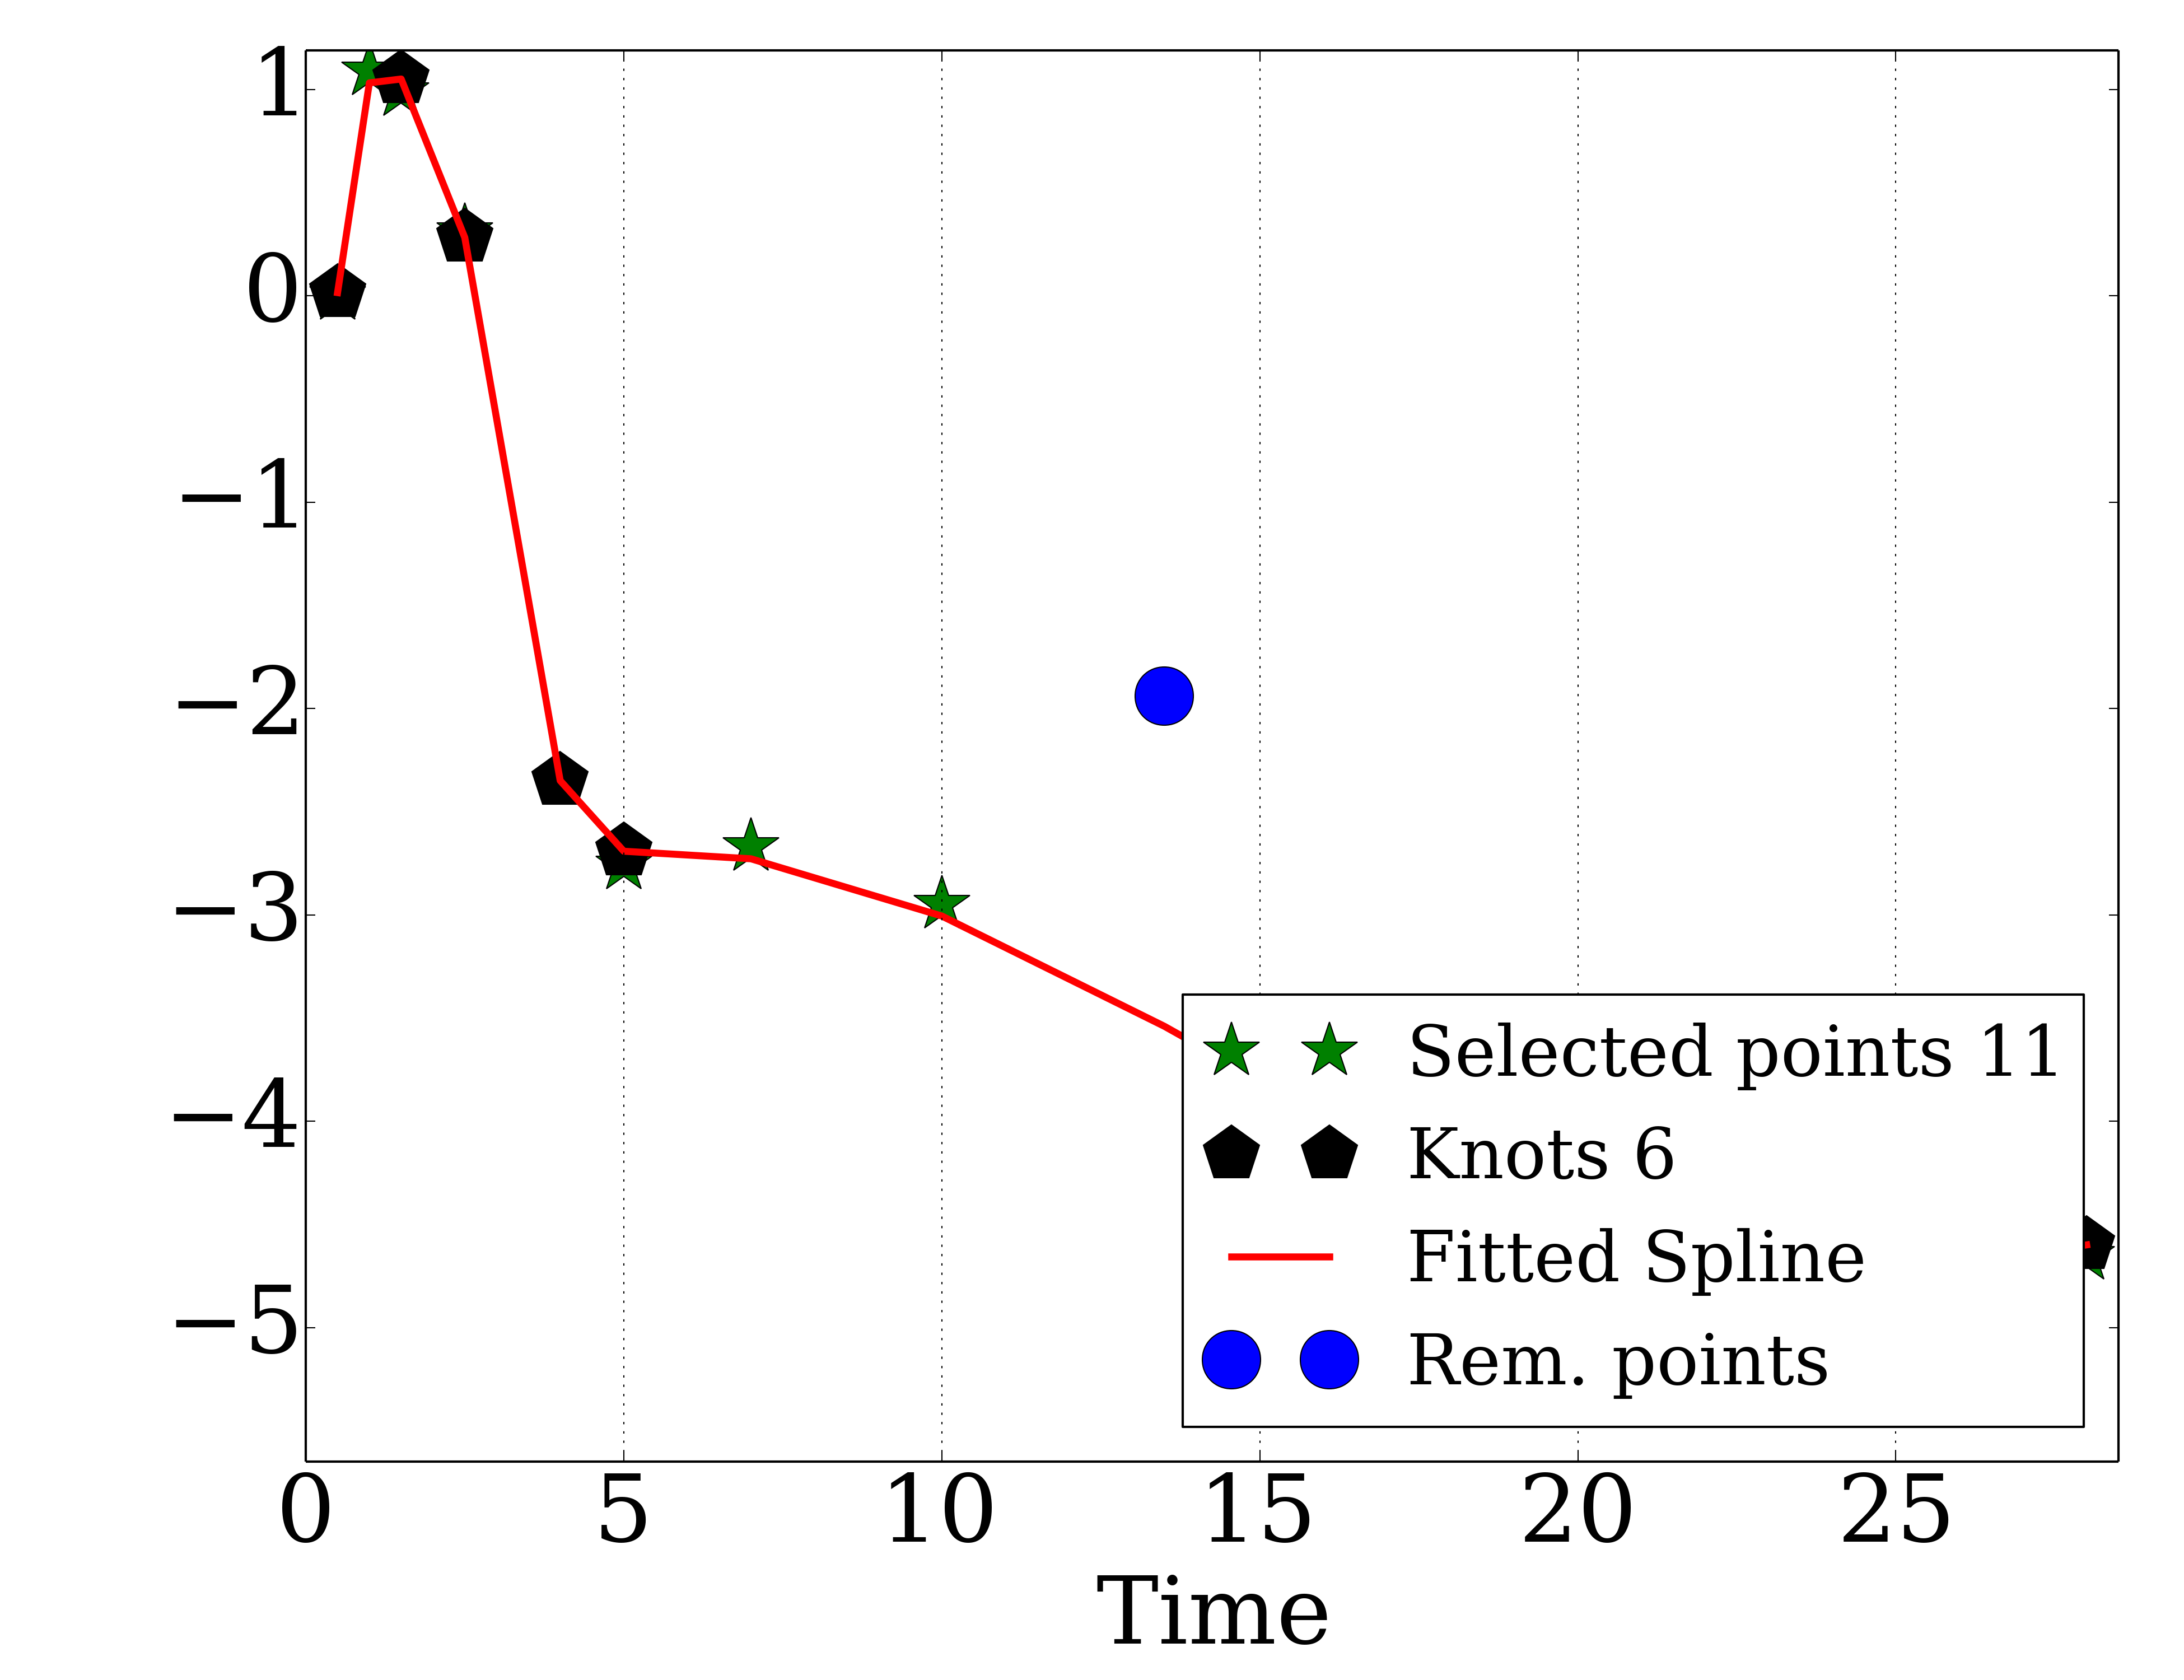 1
0
−1
−2
−3
−4
−5
Selected points 11
Knots 6
Fitted Spline
Rem. points
0 5 10 15 20 25
Time